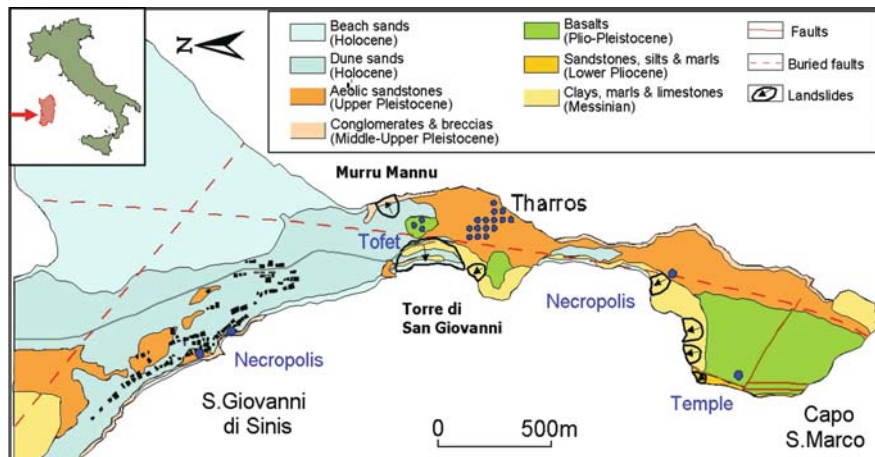 N
Beach sands
(Holocene)
Dune sands
(Holocene)
Aeolic sandstones
(Upper Pleistocene)
Conglomerates & breccias
(Middle-Upper Pleistocene)
Basalts
(Plio-Pleistocene)
Sandstones, silts & marls
(Lower Pliocene)
Clays, marls & limestones
(Messinian)
Faults
Buried faults
Landslides
Murru Mannu
Tharros
Tofet
Torre di
San Giovanni
Necropolis
Necropolis
S.Giovanni
di Sinis
Temple
Capo
S.Marco
0 500m